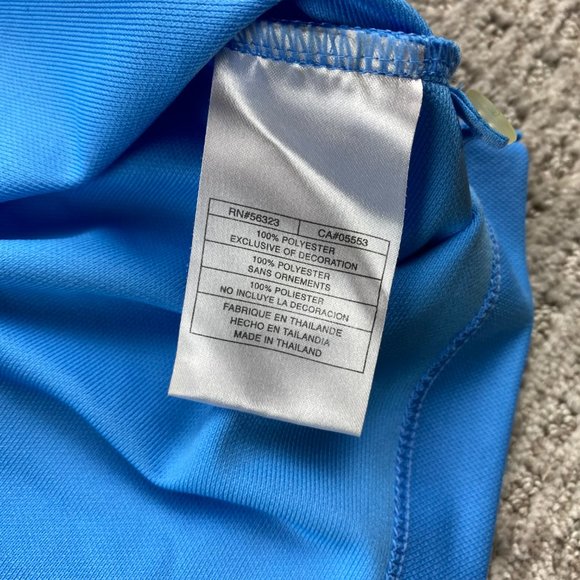 RN#56323 CA#05553
100% POLYESTER
EXCLUSIVE OF DECORATION
100% POLYESTER
SANS ORNEMENTS
100% POLIESTER
NO INCLUYE LA DECORACION
FABRIQUE EN THAILANDE
HECHO EN TAILANDIA
MADE IN THAILAND